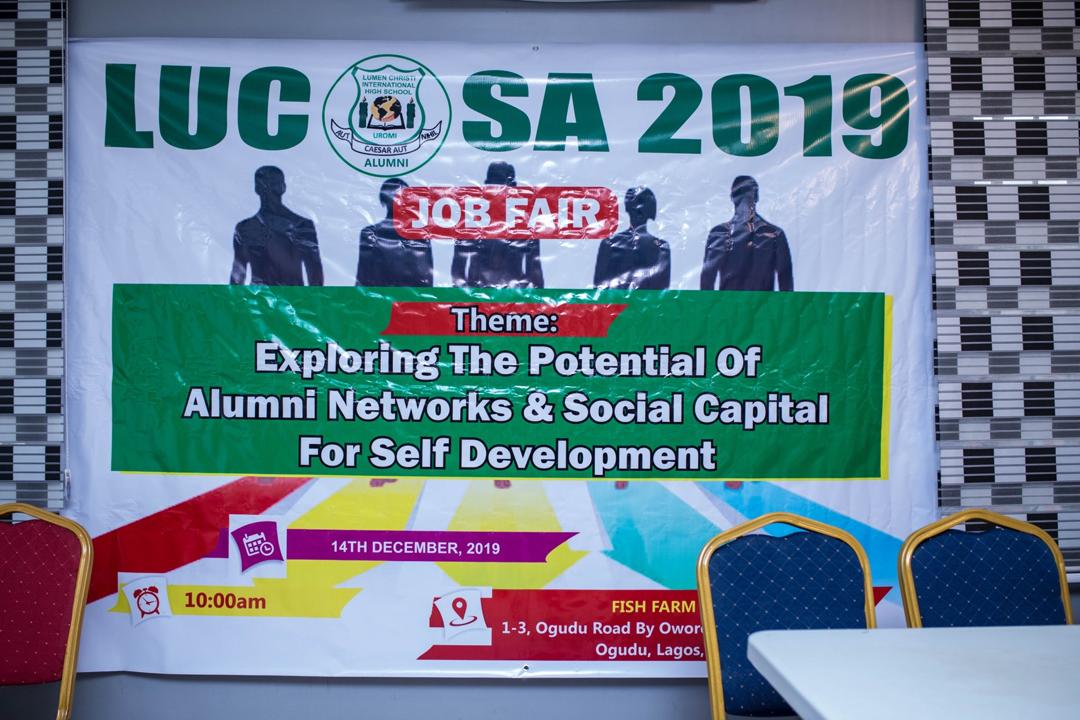 LUC SA 2019
LUMEN CHRISTI
INTERNATIONAL
HIGH SCHOOL
UROMI
AUT CAESAR AUT NIHIL
ALUMNI
JOB FAIR
Theme:
Exploring The Potential Of
Alumni Networks & Social Capital
For Self Development
14TH DECEMBER, 2019
10:00am
FISH FARM
1-3, Ogudu Road By
Ogudu, Lagos,